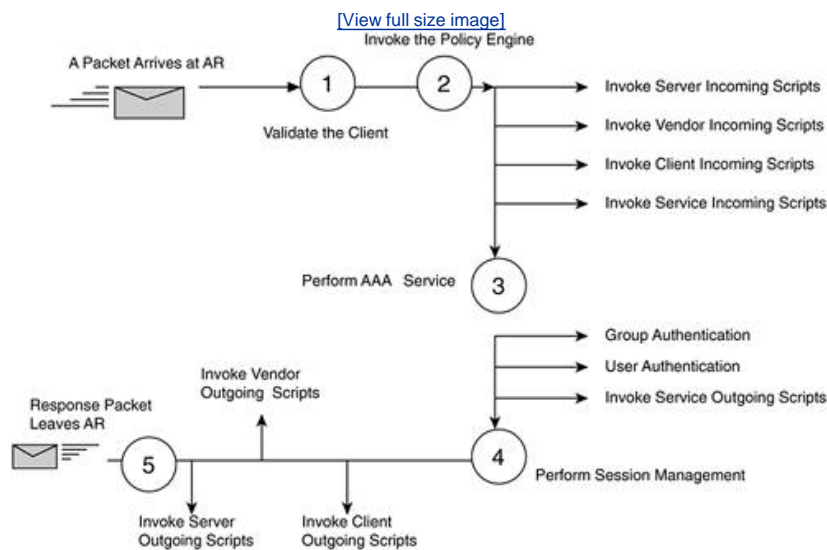 [View full size image]
Invoke the Policy Engine
A Packet Arrives at AR
1
2
Validate the Client
Invoke Server Incoming Scripts
Invoke Vendor Incoming Scripts
Invoke Client Incoming Scripts
Invoke Service Incoming Scripts
Perform AAA Service
3
Group Authentication
User Authentication
Invoke Service Outgoing Scripts
Invoke Vendor
Outgoing Scripts
Response Packet
Leaves AR
5
4
Perform Session Management
Invoke Server
Outgoing Scripts
Invoke Client
Outgoing Scripts